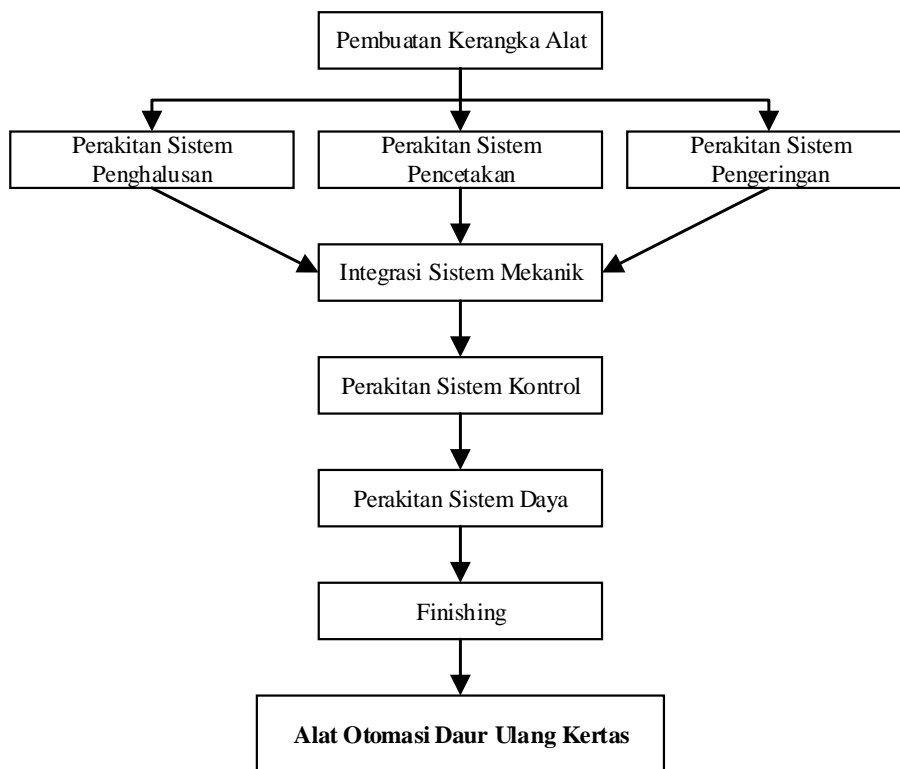 Pembuatan Kerangka Alat
Perakitan Sistem
Penghalusan
Perakitan Sistem
Pencetakan
Perakitan Sistem
Pengeringan
Integrasi Sistem Mekanik
Perakitan Sistem Kontrol
Perakitan Sistem Daya
Finishing
Alat Otomasi Daur Ulang Kertas